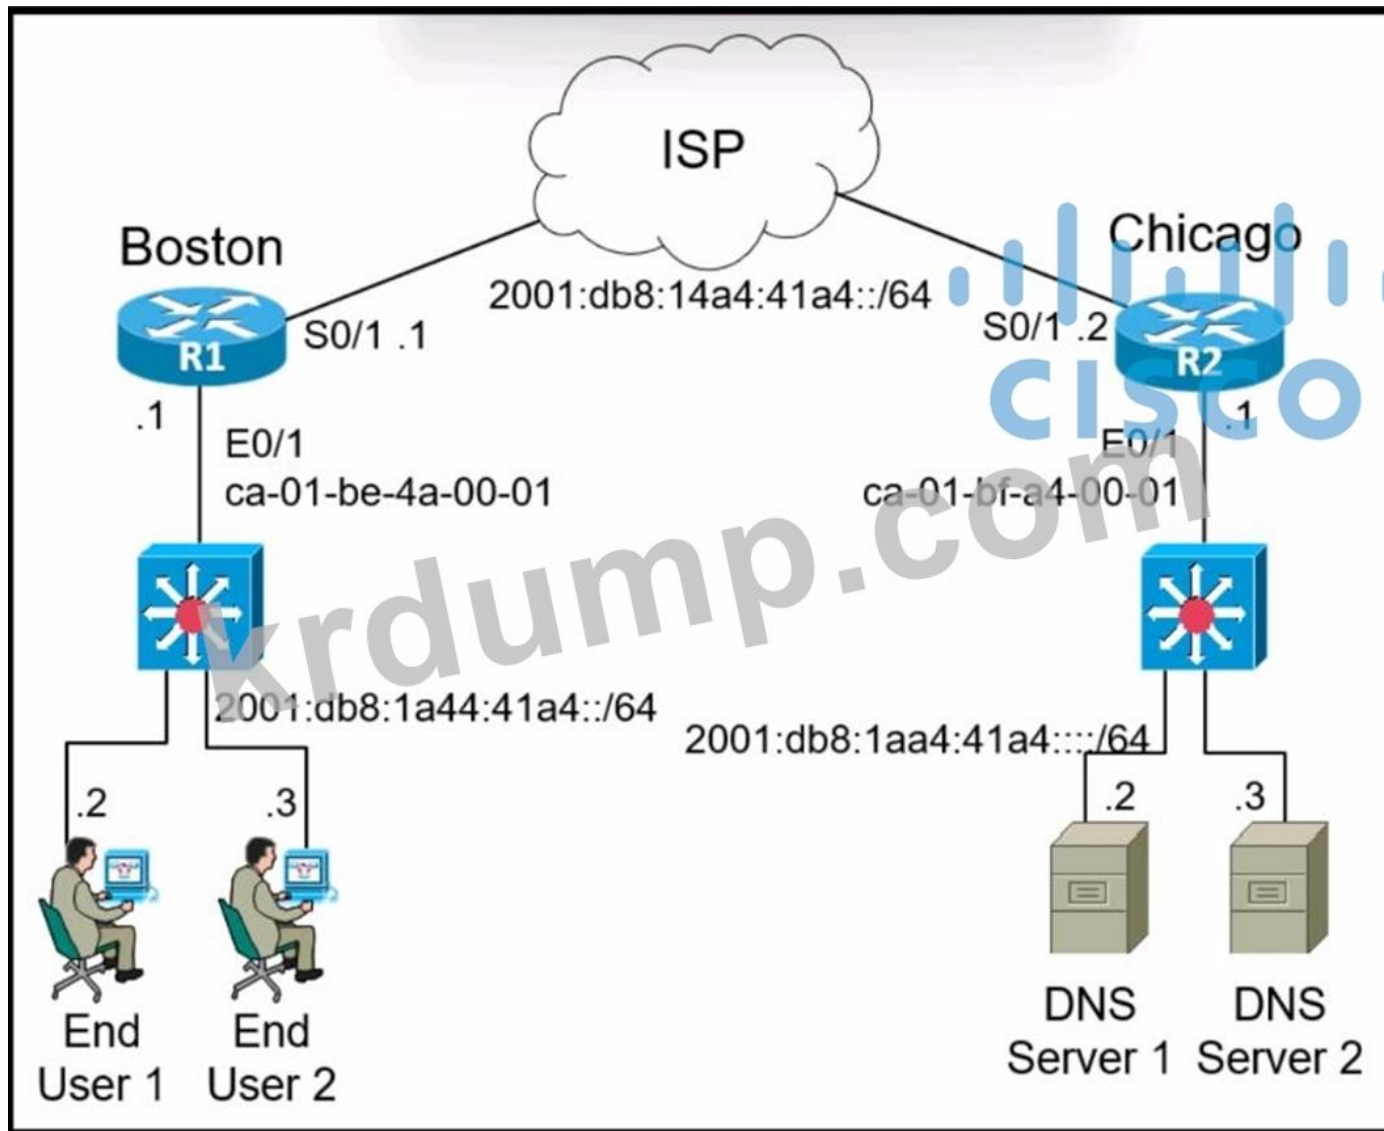 ISP
Boston
Chicago
2001:db8:14a4:41a4::/64
S0/1 .1
S0/1 .2
R1
R2
CISCO
.1
.1
E0/1
E0/1
ca-01-be-4a-00-01
ca-01-bf-a4-00-01
krdump.com
2001:db8:1a44:41a4::/64
2001:db8:1aa4:41a4::::/64
.2
.3
.2
.3
End
User 1
End
User 2
DNS
Server 1
DNS
Server 2